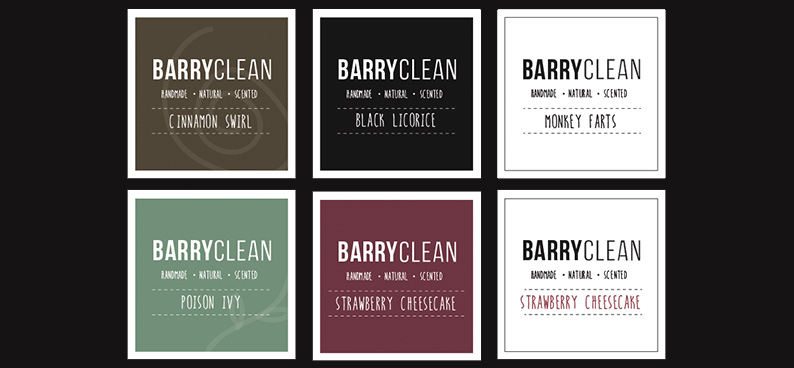 BARRYCLEAN
HANDMADE • NATURAL • SCENTED
CINNAMON SWIRL
BARRYCLEAN
HANDMADE • NATURAL • SCENTED
BLACK LICORICE
BARRYCLEAN
HANDMADE • NATURAL • SCENTED
MONKEY FARTS
BARRYCLEAN
HANDMADE • NATURAL • SCENTED
POISON IVY
BARRYCLEAN
HANDMADE • NATURAL • SCENTED
STRAWBERRY CHEESECAKE
BARRYCLEAN
HANDMADE • NATURAL • SCENTED
STRAWBERRY CHEESECAKE